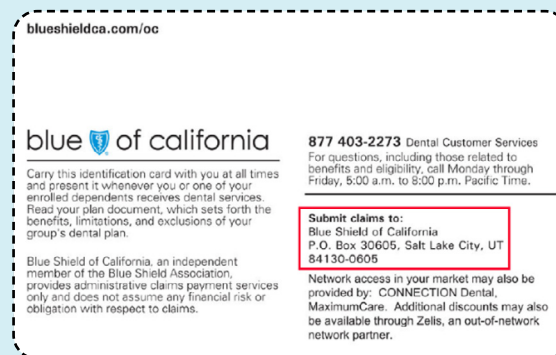 blueshieldca.com/oc
blue of california
Carry this identification card with you at all times
and present it whenever you or one of your
enrolled dependents receives dental services.
Read your plan document, which sets forth the
benefits, limitations, and exclusions of your
group's dental plan.
Blue Shield of California, an independent
member of the Blue Shield Association,
provides administrative claims payment services
only and does not assume any financial risk or
obligation with respect to claims.
877 403-2273 Dental Customer Services
For questions, including those related to
benefits and eligibility, call Monday through
Friday, 5:00 a.m. to 8:00 p.m. Pacific Time.
Submit claims to:
Blue Shield of California
P.O. Box 30605, Salt Lake City, UT
84130-0605
Network access in your market may also be
provided by: CONNECTION Dental,
MaximumCare. Additional discounts may also
be available through Zelis, an out-of-network
network partner.